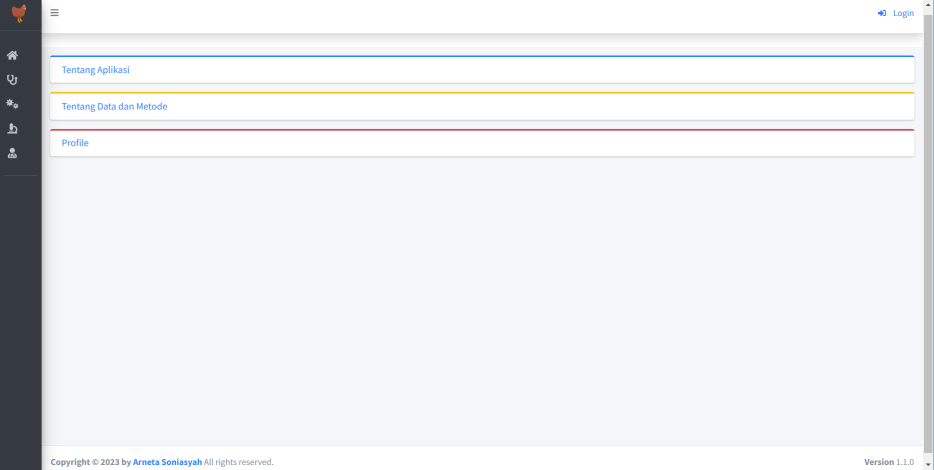 Login
Tentang Aplikasi
Tentang Data dan Metode
Profile
Copyright © 2023 by Arneta Soniasyah All rights reserved.
Version 1.1.0